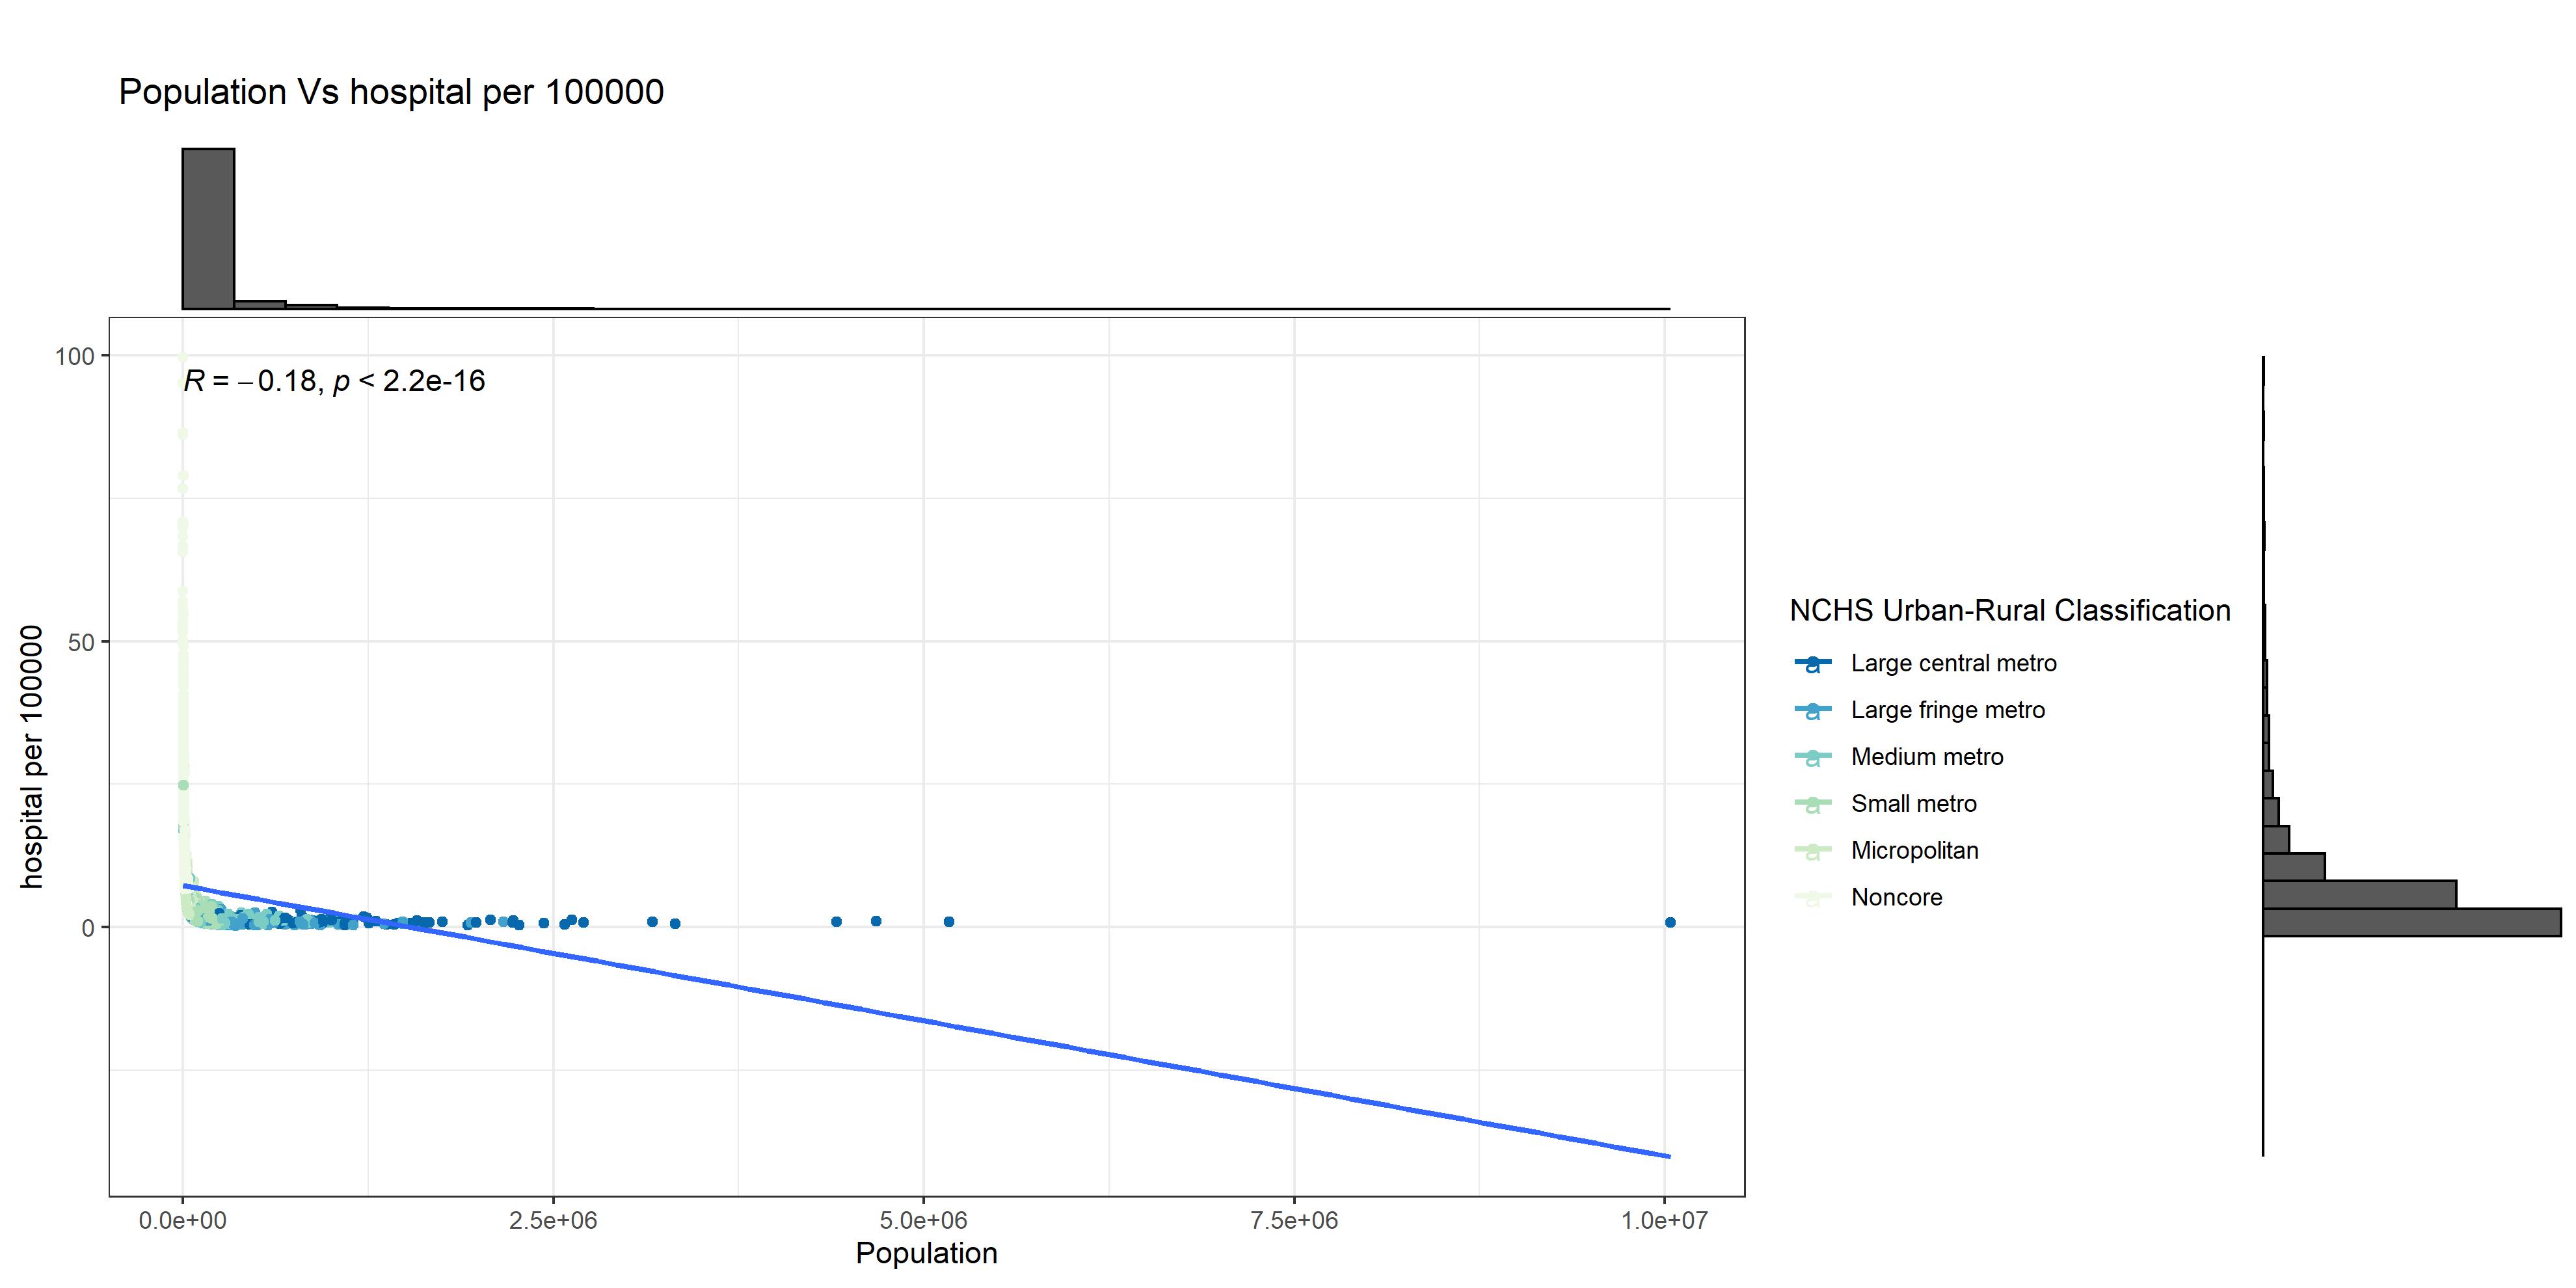 Population Vs hospital per 100000
R = −0.18, p < 2.2e-16
100
50
0
hospital per 100000
0.0e+00
2.5e+06
5.0e+06
7.5e+06
1.0e+07
Population
NCHS Urban-Rural Classification
a Large central metro
a Large fringe metro
a Medium metro
a Small metro
a Micropolitan
a Noncore